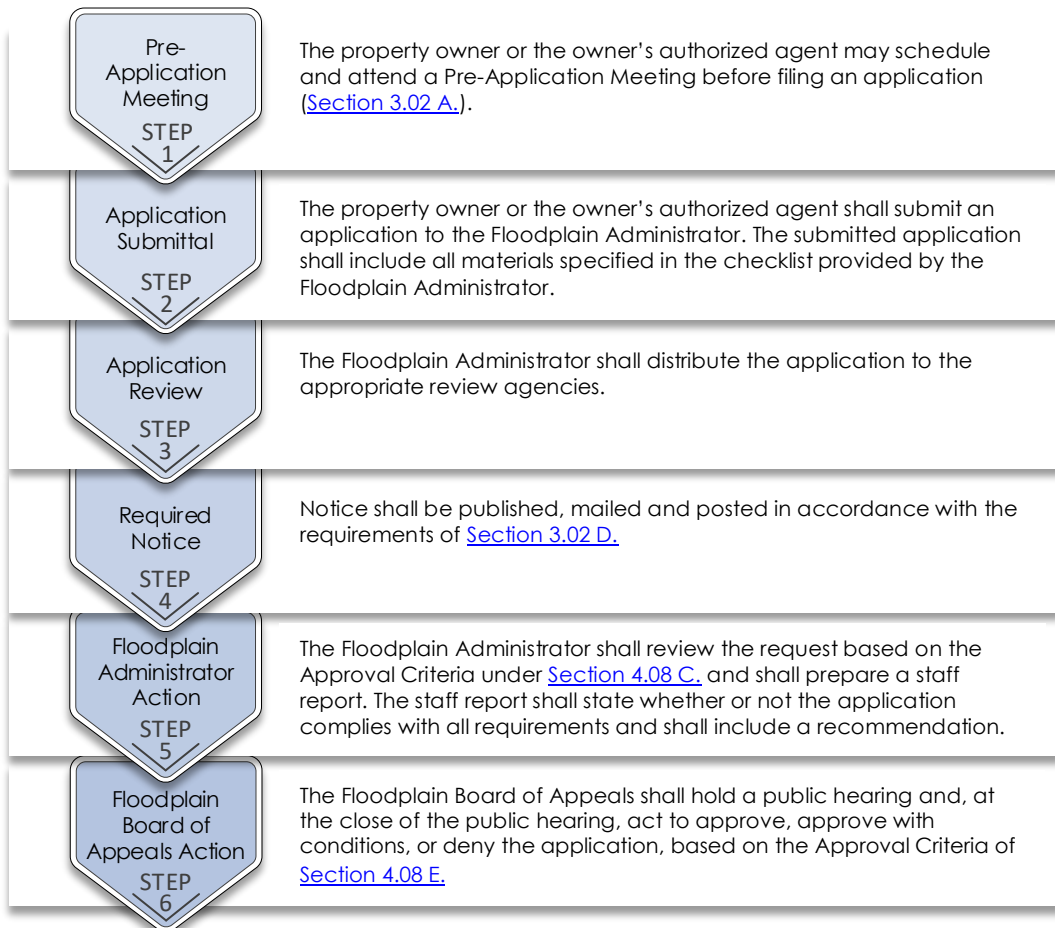 Pre-
Application
Meeting
STEP
1
The property owner or the owner’s authorized agent may schedule
and attend a Pre-Application Meeting before filing an application
(Section 3.02 A.).
Application
Submittal
STEP
2
The property owner or the owner’s authorized agent shall submit an
application to the Floodplain Administrator. The submitted application
shall include all materials specified in the checklist provided by the
Floodplain Administrator.
Application
Review
STEP
3
The Floodplain Administrator shall distribute the application to the
appropriate review agencies.
Required
Notice
STEP
4
Notice shall be published, mailed and posted in accordance with the
requirements of Section 3.02 D.
Floodplain
Administrator
Action
STEP
5
The Floodplain Administrator shall review the request based on the
Approval Criteria under Section 4.08 C. and shall prepare a staff
report. The staff report shall state whether or not the application
complies with all requirements and shall include a recommendation.
Floodplain
Board of
Appeals Action
STEP
6
The Floodplain Board of Appeals shall hold a public hearing and, at
the close of the public hearing, act to approve, approve with
conditions, or deny the application, based on the Approval Criteria of
Section 4.08 E.